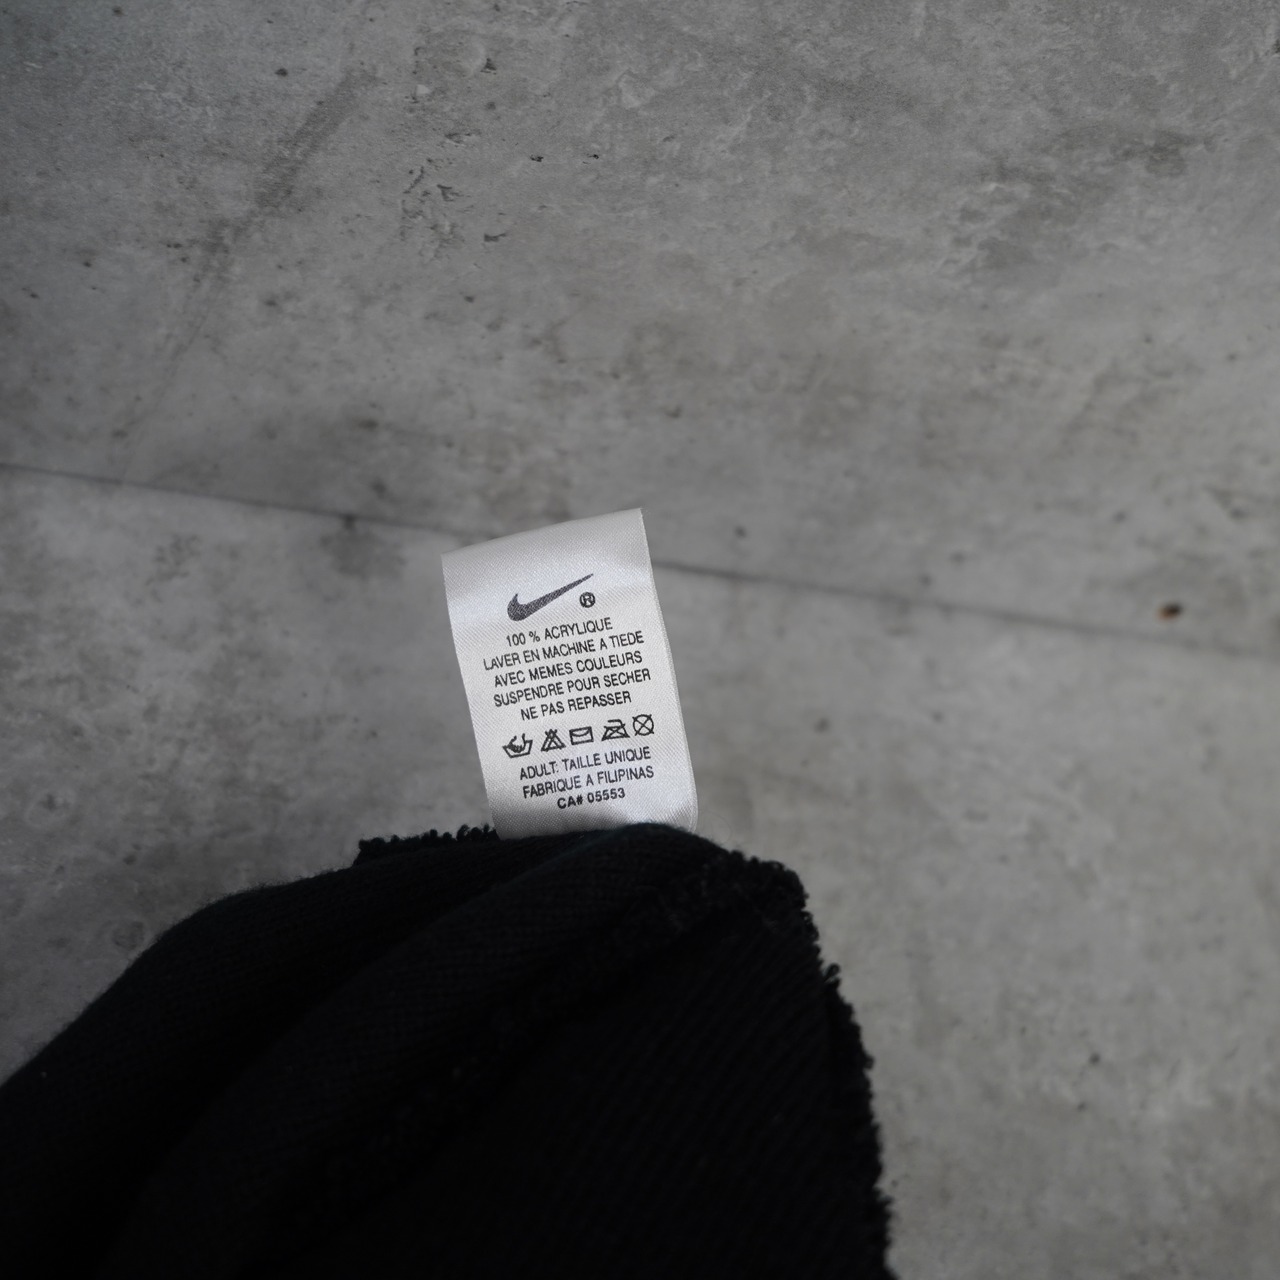 ®
100 % ACRYLIQUE
LAVER EN MACHINE A TIEDE
AVEC MEMES COULEURS
SUSPENDRE POUR SECHER
NE PAS REPASSER
ADULT: TAILLE UNIQUE
FABRIQUE A FILIPINAS
CA# 05553